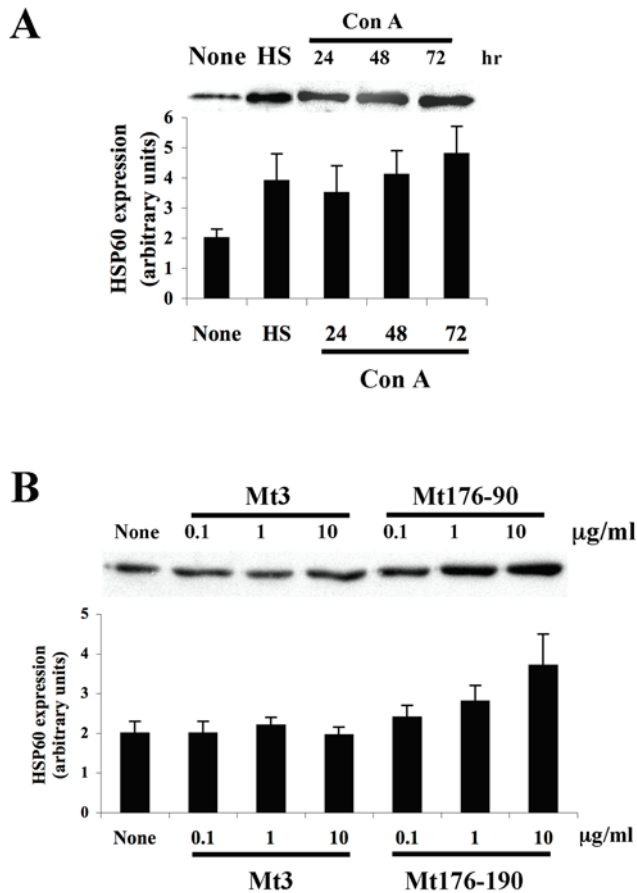 A
Con A
None HS 24 48 72 hr
HSP60 expression
(arbitrary units)
6
5
4
3
2
1
0
None HS 24 48 72
Con A
B
Mt3 Mt176-90
None 0.1 1 10 0.1 1 10 µg/ml
HSP60 expression
(arbitrary units)
5
4
3
2
1
0
None 0.1 1 10 0.1 1 10 µg/ml
Mt3 Mt176-190